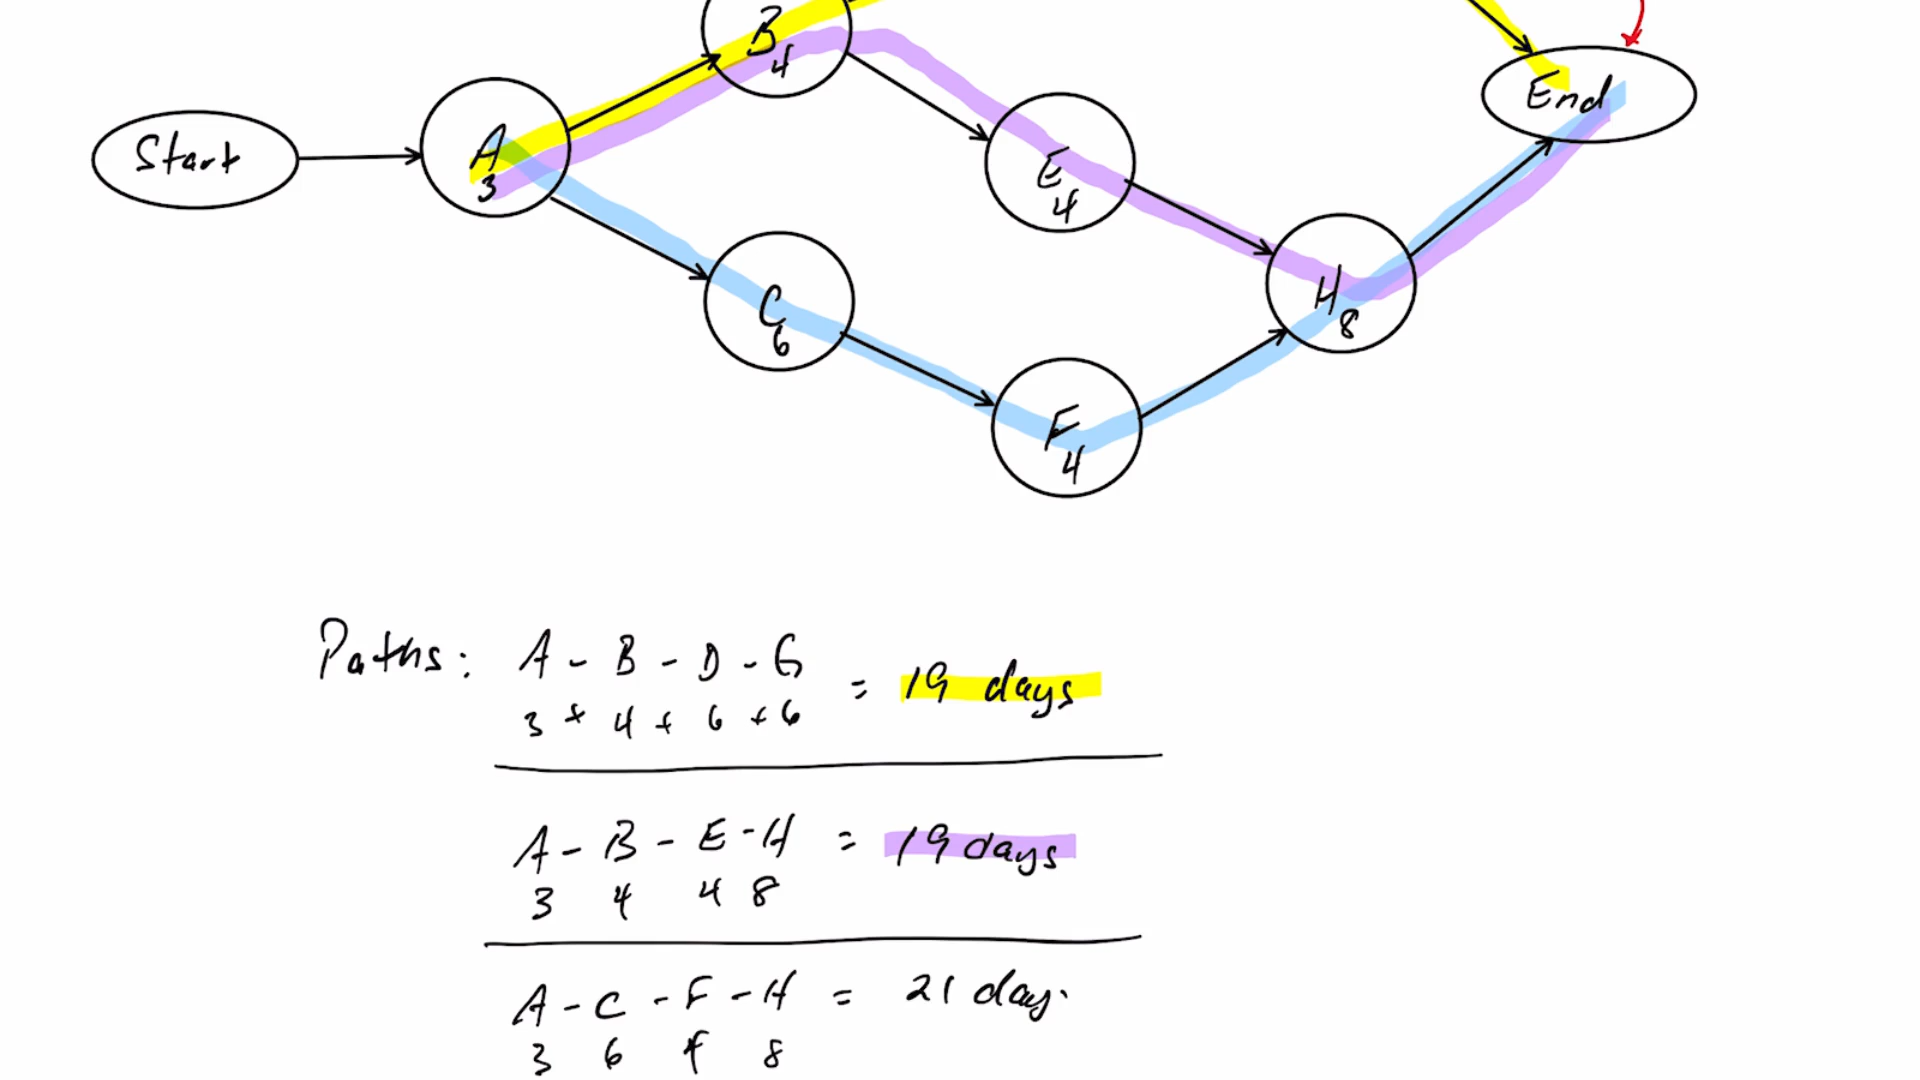 B
4
Start
A
3
End
E
4
H
8
C
6
F
4
Paths: A - B - D - G
3 + 4 + 6 + 6 = 19 days
A - B - E - H = 19 days
3 4 4 8
A - C - F - H = 21 day.
3 6 4 8